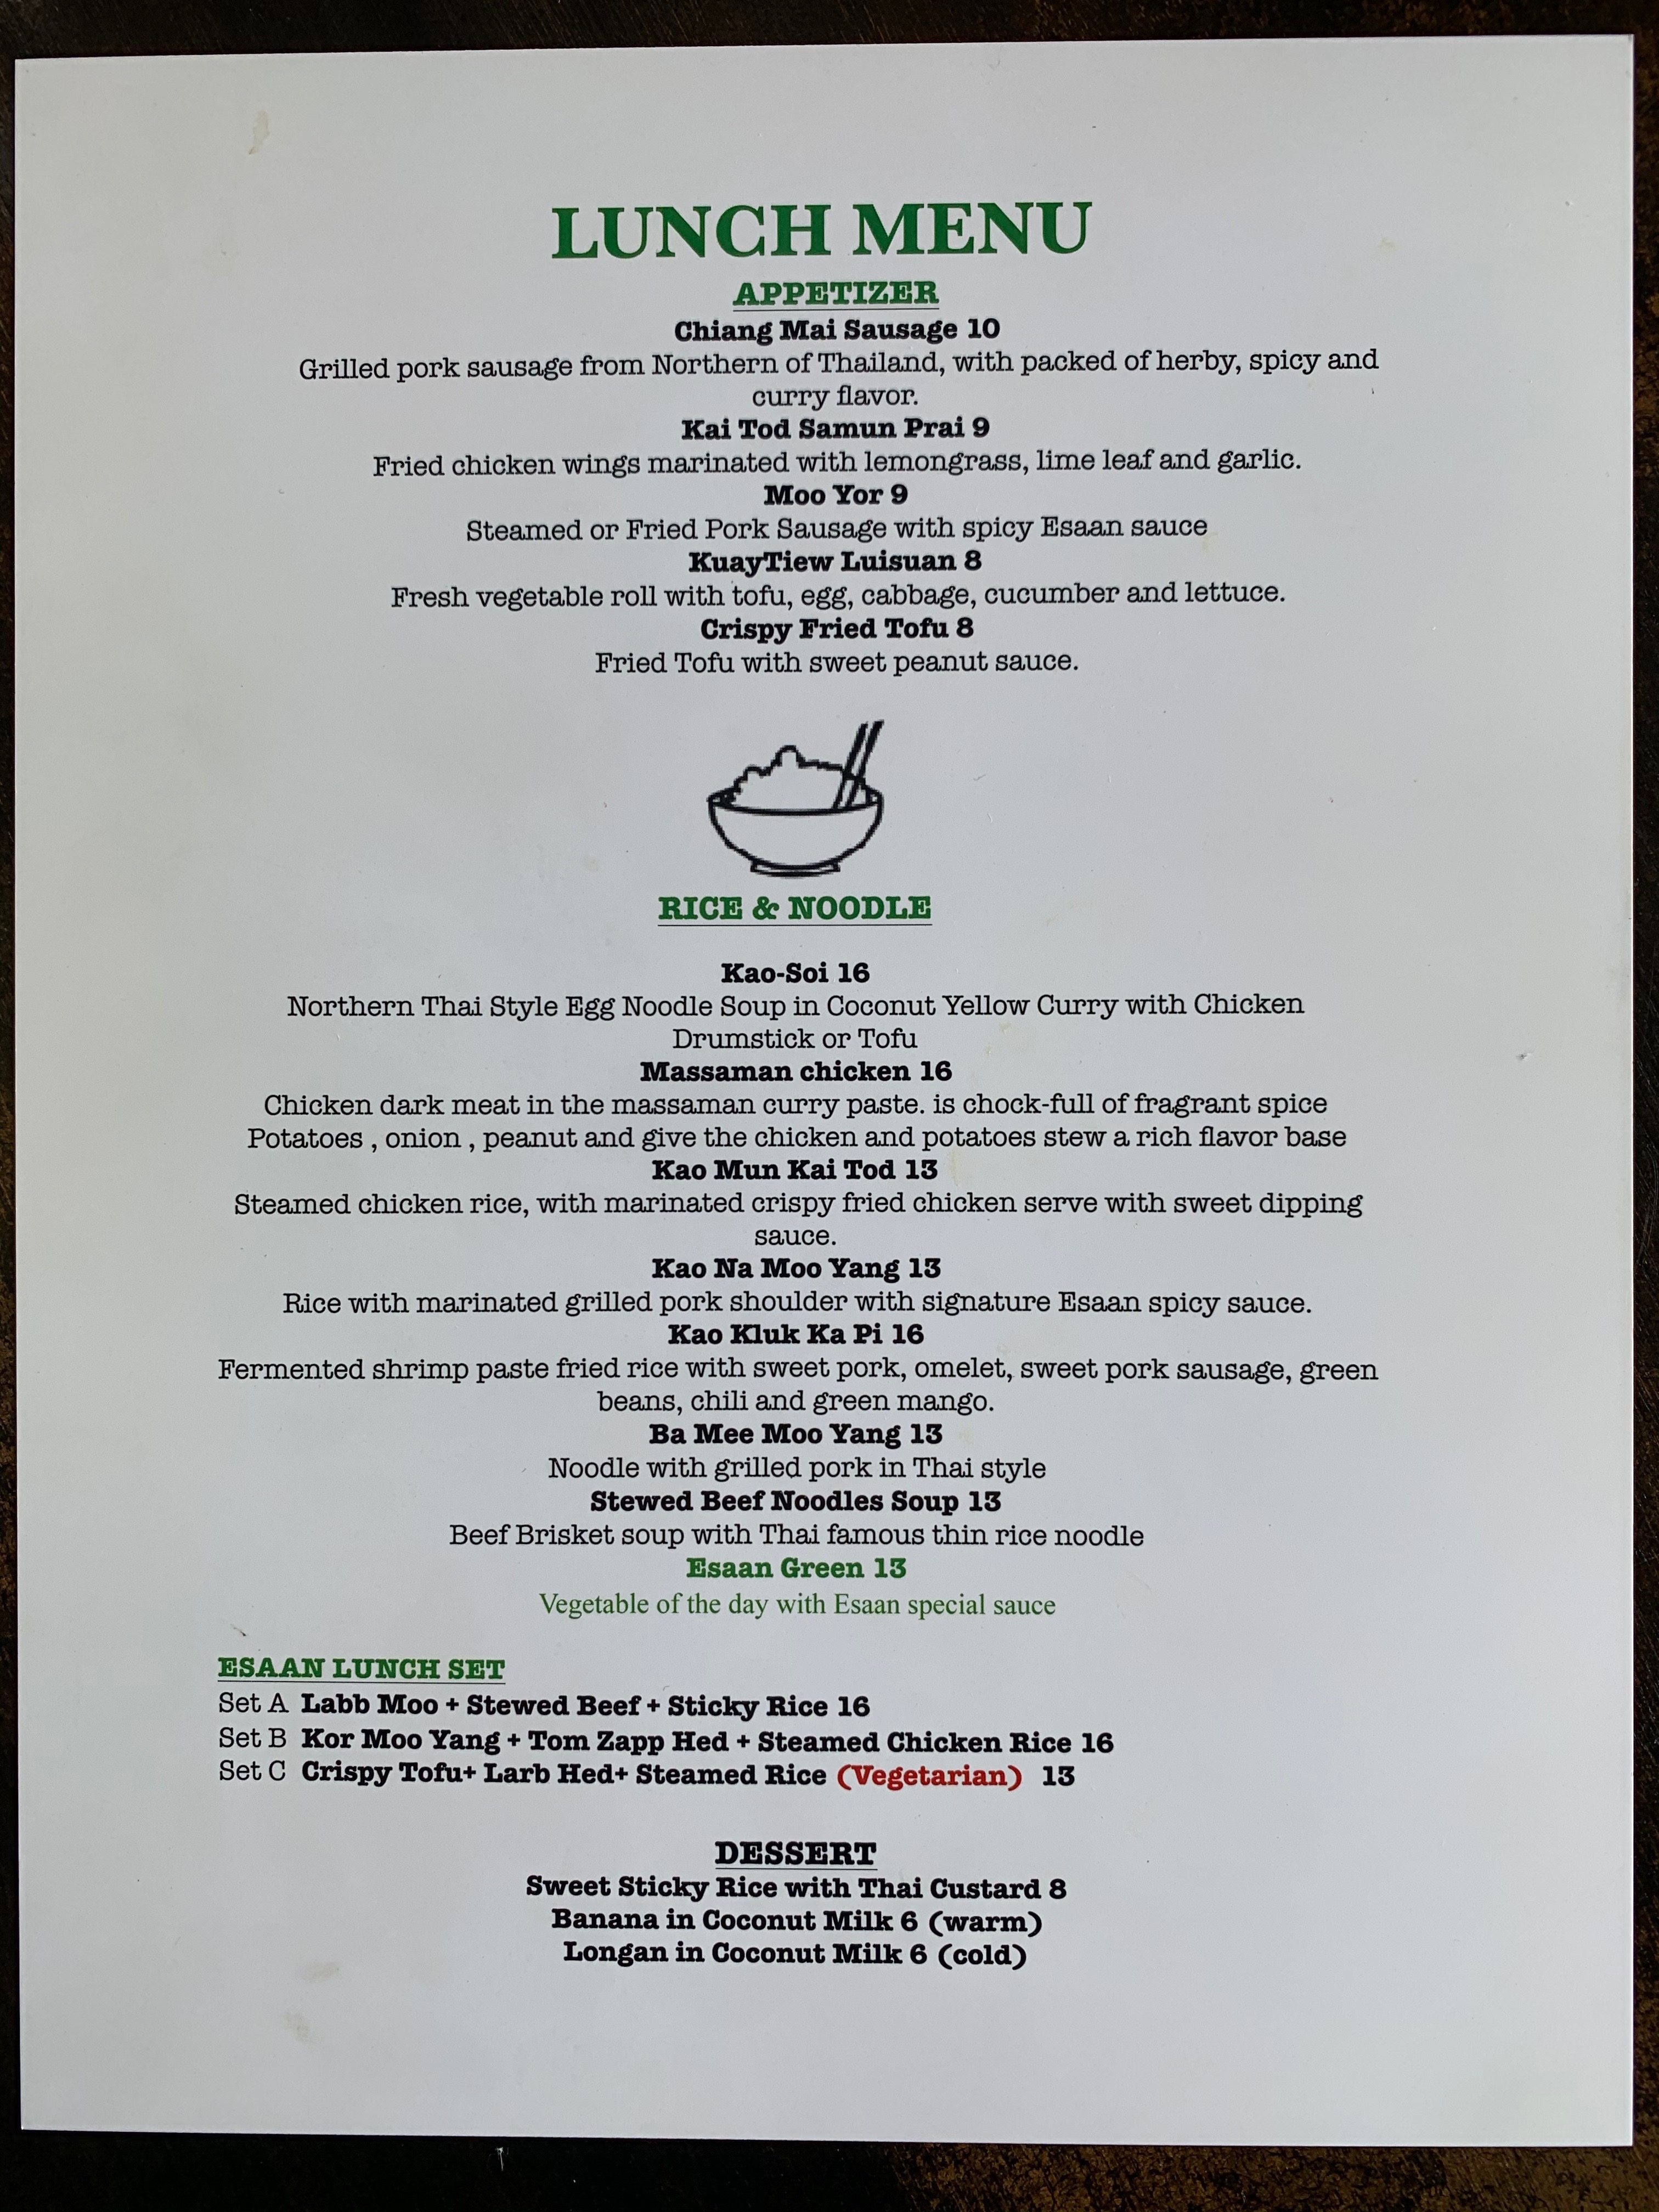 LUNCH MENU
APPETIZER
Chiang Mai Sausage 10
Grilled pork sausage from Northern of Thailand, with packed of herby, spicy and
curry flavor.
Kai Tod Samun Prai 9
Fried chicken wings marinated with lemongrass, lime leaf and garlic.
Moo Yor 9
Steamed or Fried Pork Sausage with spicy Esaan sauce
KuayTiew Luisuan 8
Fresh vegetable roll with tofu, egg, cabbage, cucumber and lettuce.
Crispy Fried Tofu 8
Fried Tofu with sweet peanut sauce.
RICE & NOODLE
Kao-Soi 16
Northern Thai Style Egg Noodle Soup in Coconut Yellow Curry with Chicken
Drumstick or Tofu
Massaman chicken 16
Chicken dark meat in the massaman curry paste. is chock-full of fragrant spice
Potatoes , onion , peanut and give the chicken and potatoes stew a rich flavor base
Kao Mun Kai Tod 13
Steamed chicken rice, with marinated crispy fried chicken serve with sweet dipping
sauce.
Kao Na Moo Yang 13
Rice with marinated grilled pork shoulder with signature Esaan spicy sauce.
Kao Kluk Ka Pi 16
Fermented shrimp paste fried rice with sweet pork, omelet, sweet pork sausage, green
beans, chili and green mango.
Ba Mee Moo Yang 13
Noodle with grilled pork in Thai style
Stewed Beef Noodles Soup 13
Beef Brisket soup with Thai famous thin rice noodle
Esaan Green 13
Vegetable of the day with Esaan special sauce
ESAAN LUNCH SET
Set A Labb Moo + Stewed Beef + Sticky Rice 16
Set B Kor Moo Yang + Tom Zapp Hed + Steamed Chicken Rice 16
Set C Crispy Tofu+ Larb Hed+ Steamed Rice (Vegetarian) 13
DESSERT
Sweet Sticky Rice with Thai Custard 8
Banana in Coconut Milk 6 (warm)
Longan in Coconut Milk 6 (cold)